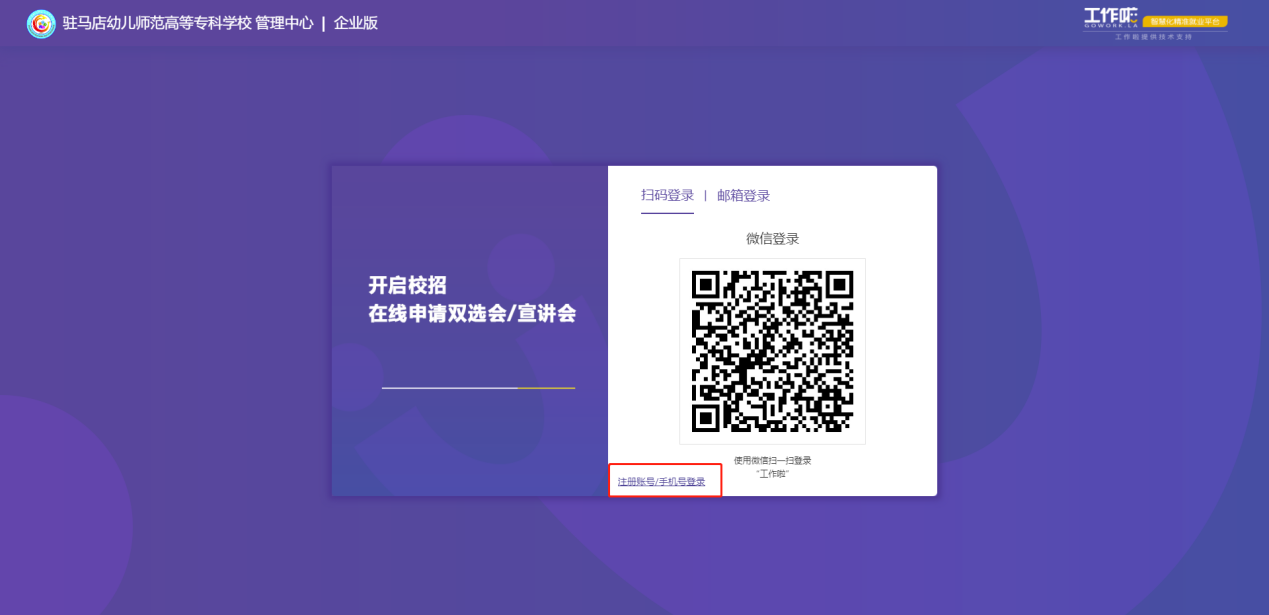 驻马店幼儿师范高等专科学校 管理中心 | 企业版
工作啦
GOWORK.LA
智慧化精准就业平台
工作啦提供技术支持
开启校招
在线申请双选会/宣讲会
扫码登录 | 邮箱登录
微信登录
使用微信扫一扫登录
“工作啦”
注册账号/手机号登录